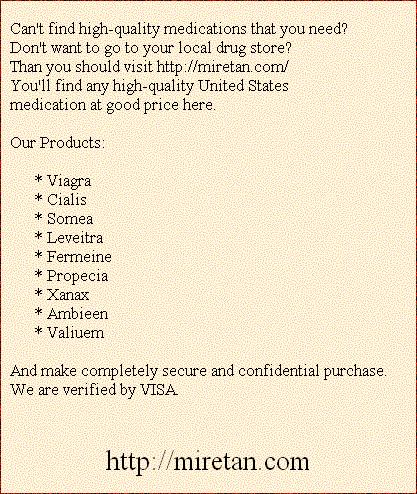 Can't find high-quality medications that you need?
Don't want to go to your local drug store?
Than you should visit http://miretan.com/
You'll find any high-quality United States
medication at good price here.
Our Products:
* Viagra
* Cialis
* Somea
* Leveitra
* Fermeine
* Propecia
* Xanax
* Ambieen
* Valiuem
And make completely secure and confidential purchase.
We are verified by VISA.
http://miretan.com